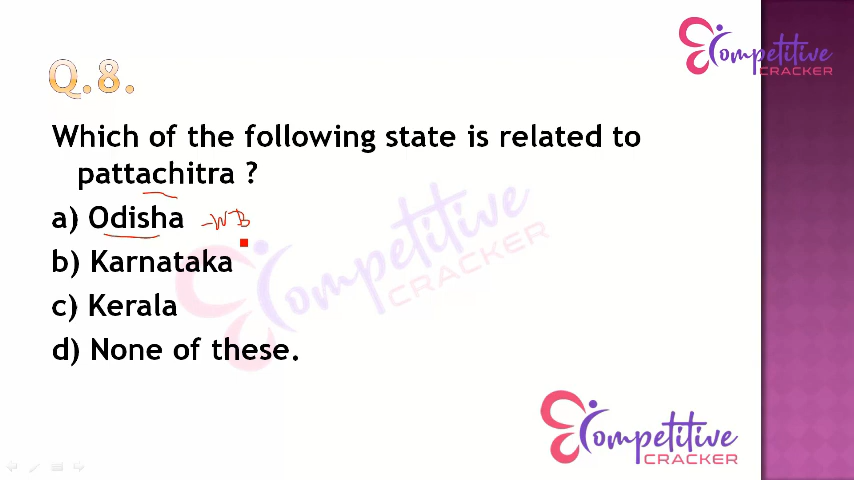 Competitive
CRACKER
Q.8.
Which of the following state is related to
pattachitra ?
a) Odisha -WB
b) Karnataka
c) Kerala
d) None of these.
Competitive
CRACKER
Competitive
CRACKER